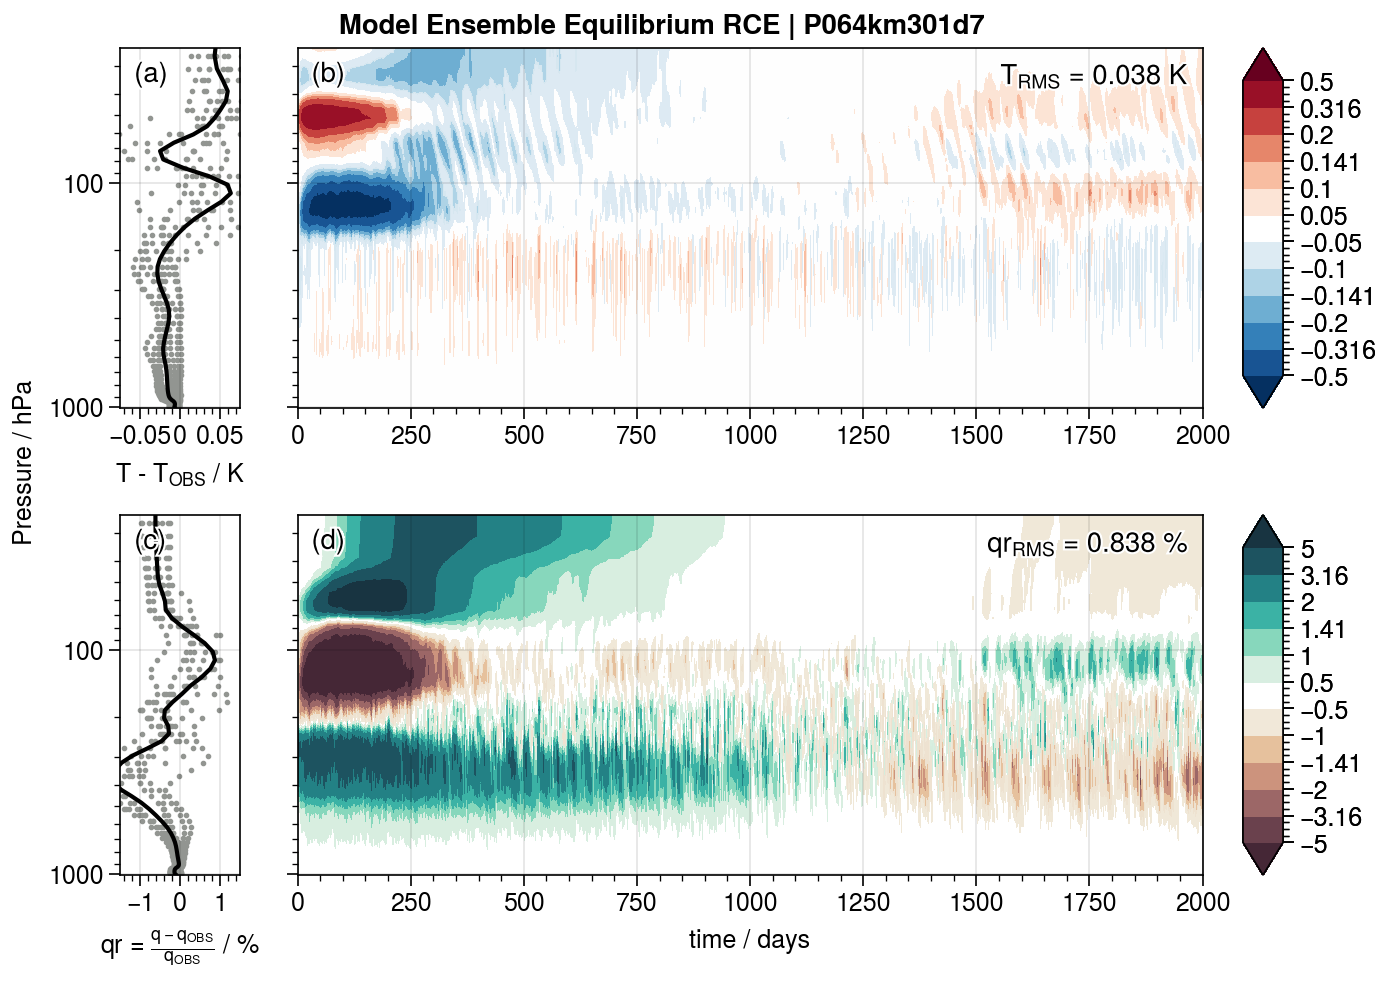 Model Ensemble Equilibrium RCE | P064km301d7
(a)
(b)
T_RMS = 0.038 K
100
1000
−0.05 0 0.05
0 250 500 750 1000 1250 1500 1750 2000
T - T_OBS / K
0.5
0.316
0.2
0.141
0.1
0.05
−0.05
−0.1
−0.141
−0.2
−0.316
−0.5
Pressure / hPa
(c)
(d)
qr_RMS = 0.838 %
100
1000
−1 0 1
0 250 500 750 1000 1250 1500 1750 2000
qr = (q − q_OBS)/q_OBS / %
time / days
5
3.16
2
1.41
1
0.5
−0.5
−1
−1.41
−2
−3.16
−5